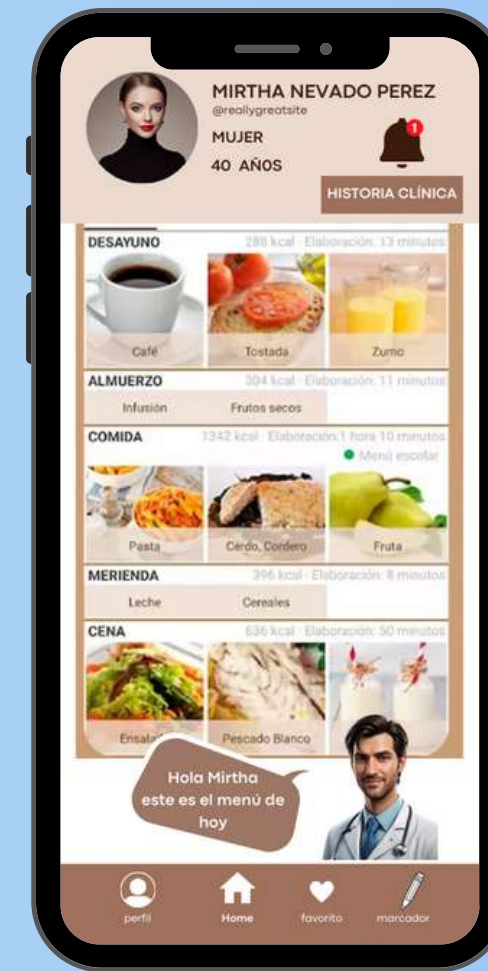 MIRTHA NEVADO PEREZ
@reallygreatsite
MUJER
40 AÑOS
1
HISTORIA CLÍNICA
DESAYUNO 286 kcal · Elaboración: 13 minutos
Café Tostada Zumo
ALMUERZO 304 kcal · Elaboración: 11 minutos
Infusión Frutos secos
COMIDA 1342 kcal · Elaboración:1 hora 10 minutos
Menú escolar
Pasta Cerdo, Cordero Fruta
MERIENDA 396 kcal · Elaboración: 8 minutos
Leche Cereales
CENA 636 kcal · Elaboración: 50 minutos
Ensala Pescado Blanco
Hola Mirtha
este es el menú de
hoy
perfil Home favorito marcador